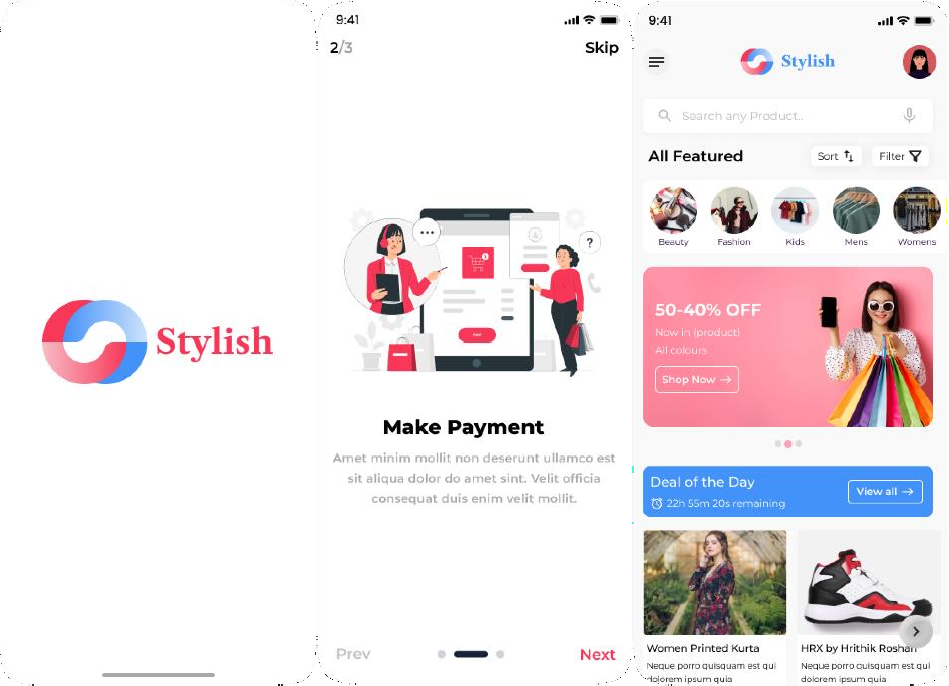 Stylish
9:41
2/3
Skip
?
Make Payment
Amet minim mollit non deserunt ullamco est
sit aliqua dolor do amet sint. Velit officia
consequat duis enim velit mollit.
Prev
Next
9:41
Stylish
Search any Product..
All Featured
Sort
Filter
Beauty
Fashion
Kids
Mens
Womens
50-40% OFF
Now in (product)
All colours
Shop Now →
Deal of the Day
22h 55m 20s remaining
View all →
Women Printed Kurta
Neque porro quisquam est qui
dolorem ipsum quia
HRX by Hrithik Roshan
Neque porro quisquam est qui
dolorem ipsum quia